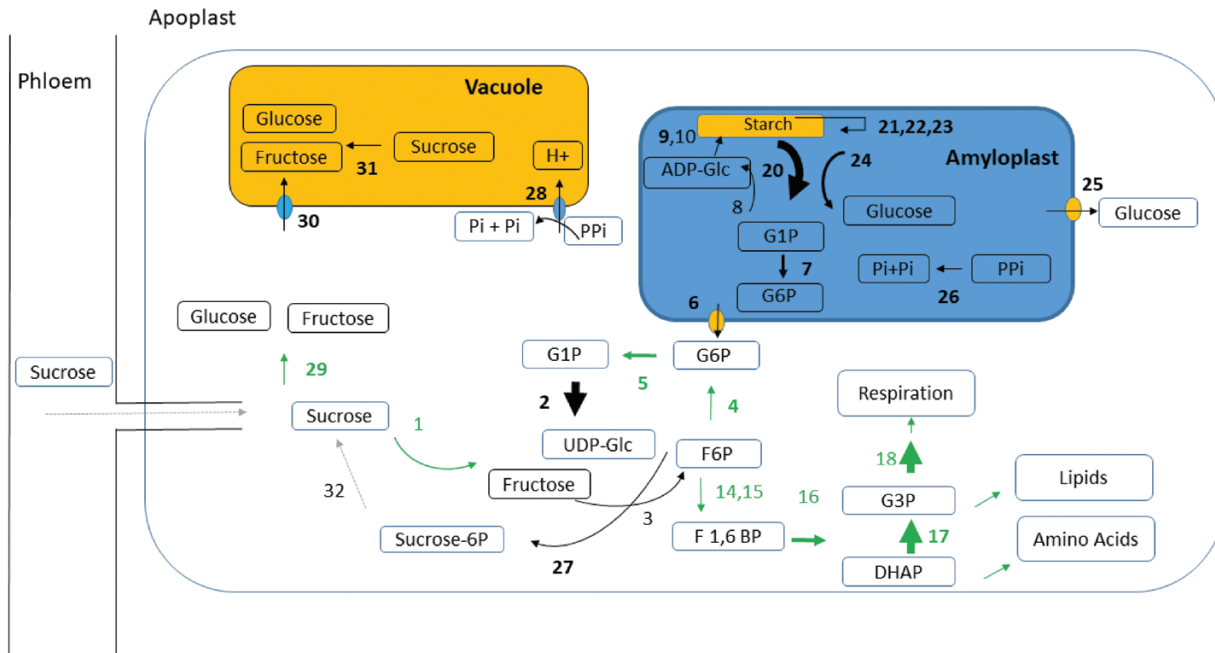 Apoplast
Phloem
Vacuole
Glucose
Fructose
31
Sucrose
H+
28
30
Pi + Pi
PPi
9,10
Starch
21,22,23
ADP-Glc
20
24
Amyloplast
8
Glucose
25
Glucose
G1P
7
Pi+Pi
PPi
26
G6P
6
Glucose
Fructose
G1P
G6P
5
29
Sucrose
2
4
Respiration
Sucrose
1
UDP-Glc
F6P
18
Lipids
Fructose
14,15
16
G3P
32
3
Sucrose-6P
F 1,6 BP
17
Amino Acids
27
DHAP